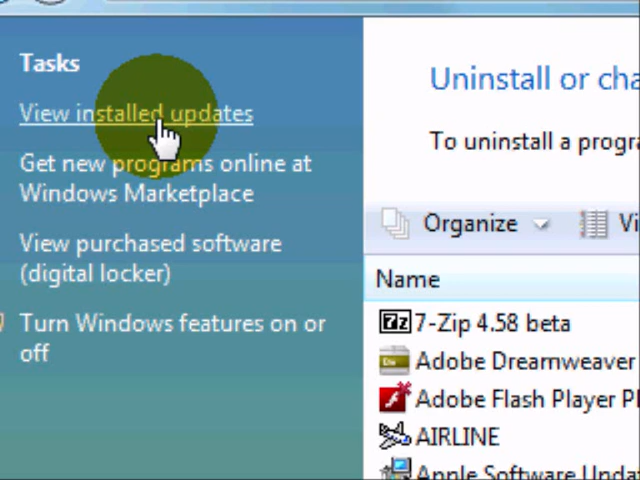 Tasks
View installed updates
Get new programs online at
Windows Marketplace
View purchased software
(digital locker)
Turn Windows features on or
off
Uninstall or cha
To uninstall a progra
Organize
Vi
Name
7-Zip 4.58 beta
Adobe Dreamweaver
Adobe Flash Player Pl
AIRLINE
Apple Software Updat